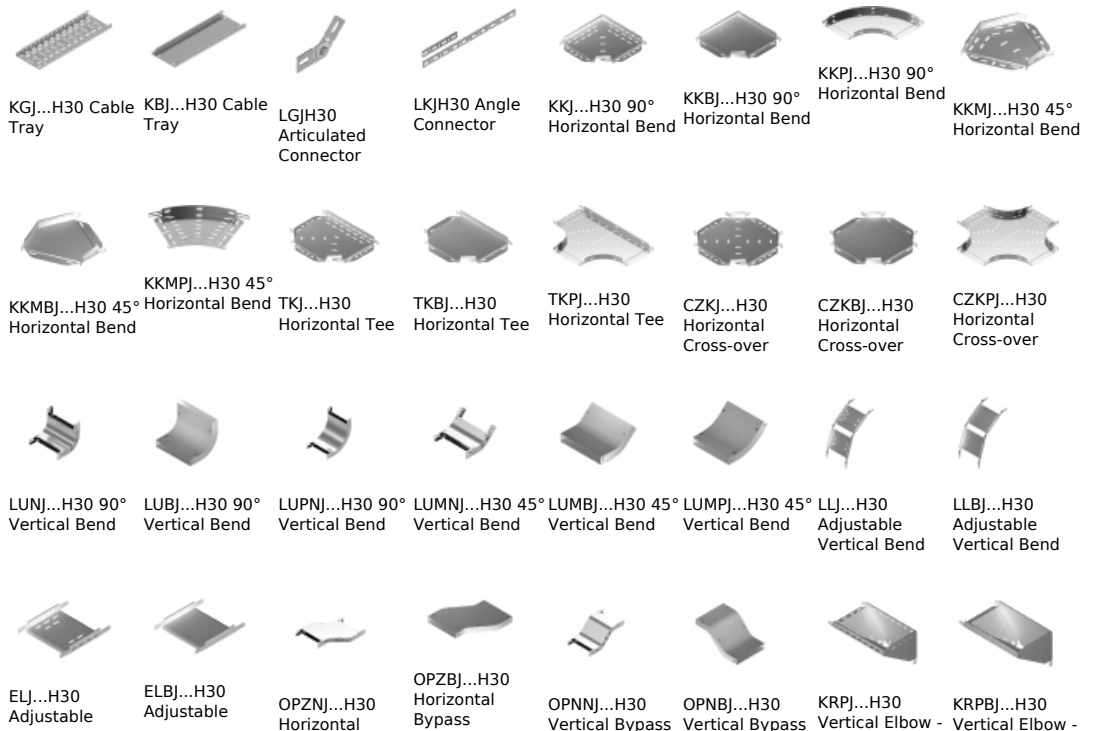 KGJ...H30 Cable
Tray
KBJ...H30 Cable
Tray
LGJH30
Articulated
Connector
LKJH30 Angle
Connector
KKJ...H30 90°
Horizontal Bend
KKBJ...H30 90°
Horizontal Bend
KKPJ...H30 90°
Horizontal Bend
KKMJ...H30 45°
Horizontal Bend
KKMBJ...H30 45°
Horizontal Bend
KKMPJ...H30 45°
Horizontal Bend
TKJ...H30
Horizontal Tee
TKBJ...H30
Horizontal Tee
TKPJ...H30
Horizontal Tee
CZKJ...H30
Horizontal
Cross-over
CZKBJ...H30
Horizontal
Cross-over
CZKPJ...H30
Horizontal
Cross-over
LUNJ...H30 90°
Vertical Bend
LUBJ...H30 90°
Vertical Bend
LUPNJ...H30 90°
Vertical Bend
LUMNJ...H30 45°
Vertical Bend
LUMBJ...H30 45°
Vertical Bend
LUMPJ...H30 45°
Vertical Bend
LLJ...H30
Adjustable
Vertical Bend
LLBJ...H30
Adjustable
Vertical Bend
ELJ...H30
Adjustable
ELBJ...H30
Adjustable
OPZNJ...H30
Horizontal
OPZBJ...H30
Horizontal
Bypass
OPNNJ...H30
Vertical Bypass
OPNBJ...H30
Vertical Bypass
KRPJ...H30
Vertical Elbow -
KRPBJ...H30
Vertical Elbow -